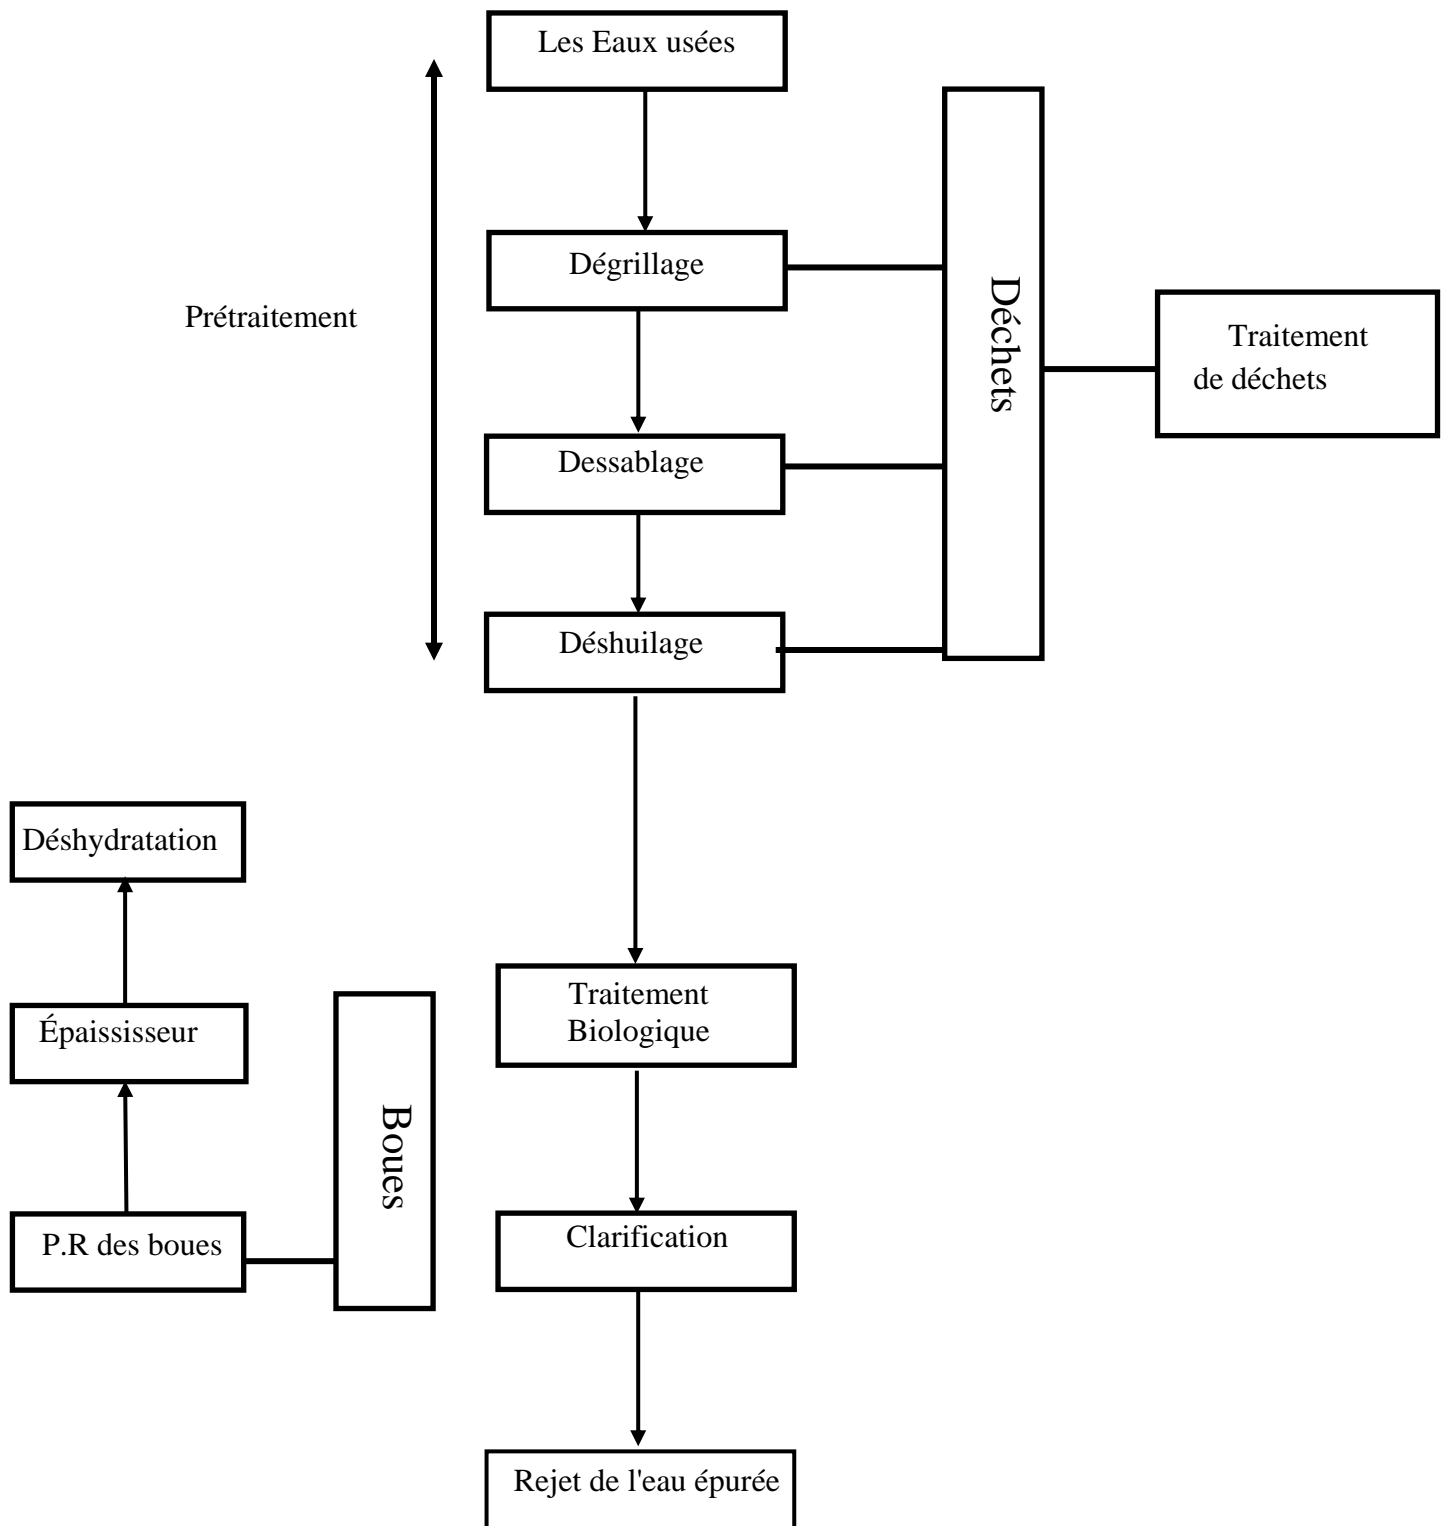 Les Eaux usées
Dégrillage
Prétraitement
Déchets
Traitement
de déchets
Dessablage
Déshuilage
Déshydratation
Traitement
Biologique
Épaississeur
Boues
P.R des boues
Clarification
Rejet de l'eau épurée